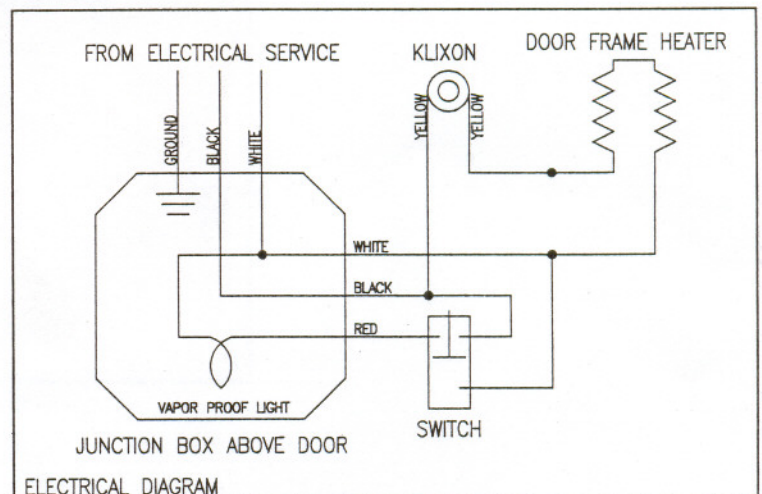 FROM ELECTRICAL SERVICE
KLIXON
DOOR FRAME HEATER
GROUND
BLACK
WHITE
YELLOW
YELLOW
WHITE
BLACK
RED
VAPOR PROOF LIGHT
SWITCH
JUNCTION BOX ABOVE DOOR
ELECTRICAL DIAGRAM